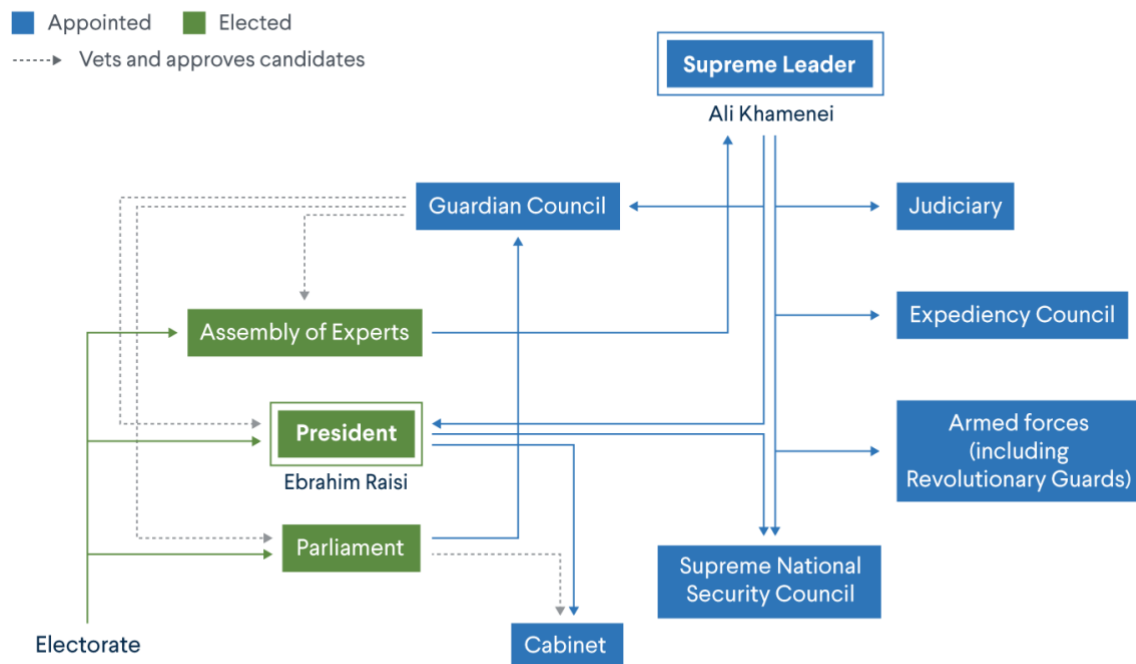 Appointed
Elected
Vets and approves candidates
Supreme Leader
Ali Khamenei
Guardian Council
Judiciary
Assembly of Experts
Expediency Council
President
Ebrahim Raisi
Armed forces
(including
Revolutionary Guards)
Parliament
Supreme National
Security Council
Electorate
Cabinet